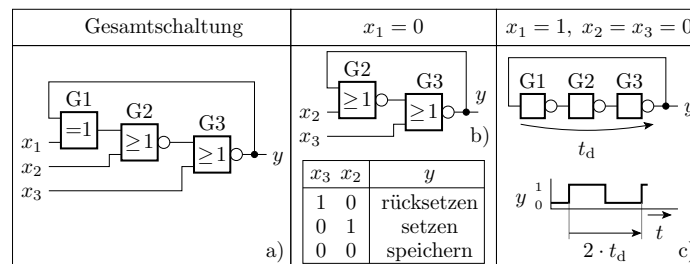 Gesamtschaltung
G1
=1
G2
≥1
G3
≥1
x₁
x₂
x₃
y
a)
x₁ = 0
G2
≥1
G3
≥1
x₂
x₃
y
b)
x₃ x₂ y
1 0 rücksetzen
0 1 setzen
0 0 speichern
x₁ = 1, x₂ = x₃ = 0
G1 G2 G3
y
t_d
y 1 0
t
2 · t_d
c)